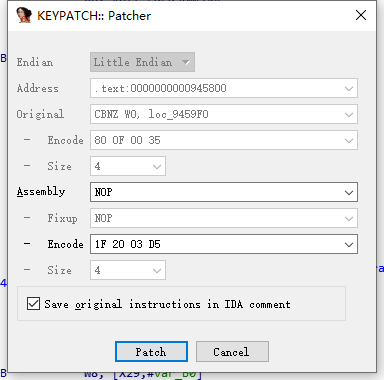 KEYPATCH:: Patcher
B
Endian Little Endian
Address .text:0000000000945800
Original CBNZ W0, loc_9459F0
- Encode 80 0F 00 35
- Size 4
Assembly NOP
- Fixup NOP
- Encode 1F 20 03 D5
- Size 4
4
Save original instructions in IDA comment
Patch Cancel
B W8, [X29,#var_B0]